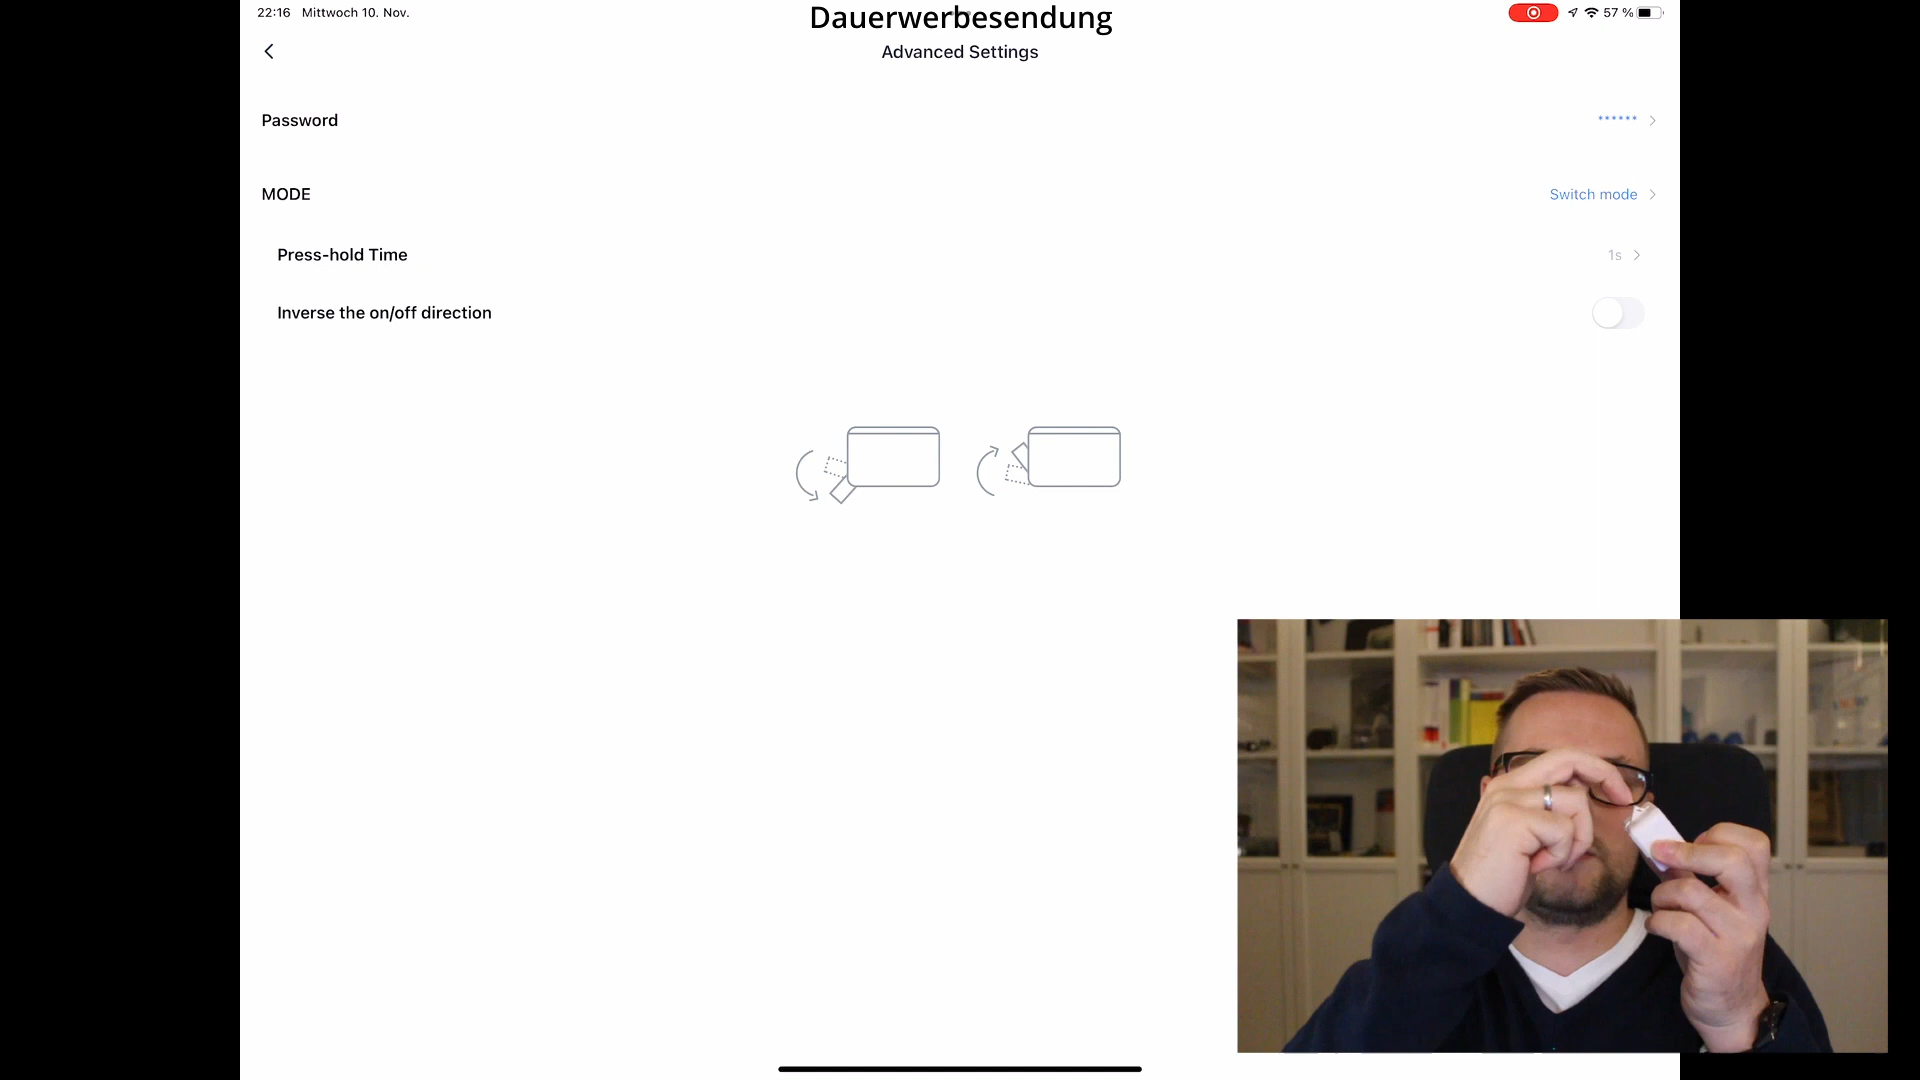 22:16 Mittwoch 10. Nov.
Dauerwerbesendung
57 %
Advanced Settings
Password
******
MODE
Switch mode
Press-hold Time
1s
Inverse the on/off direction